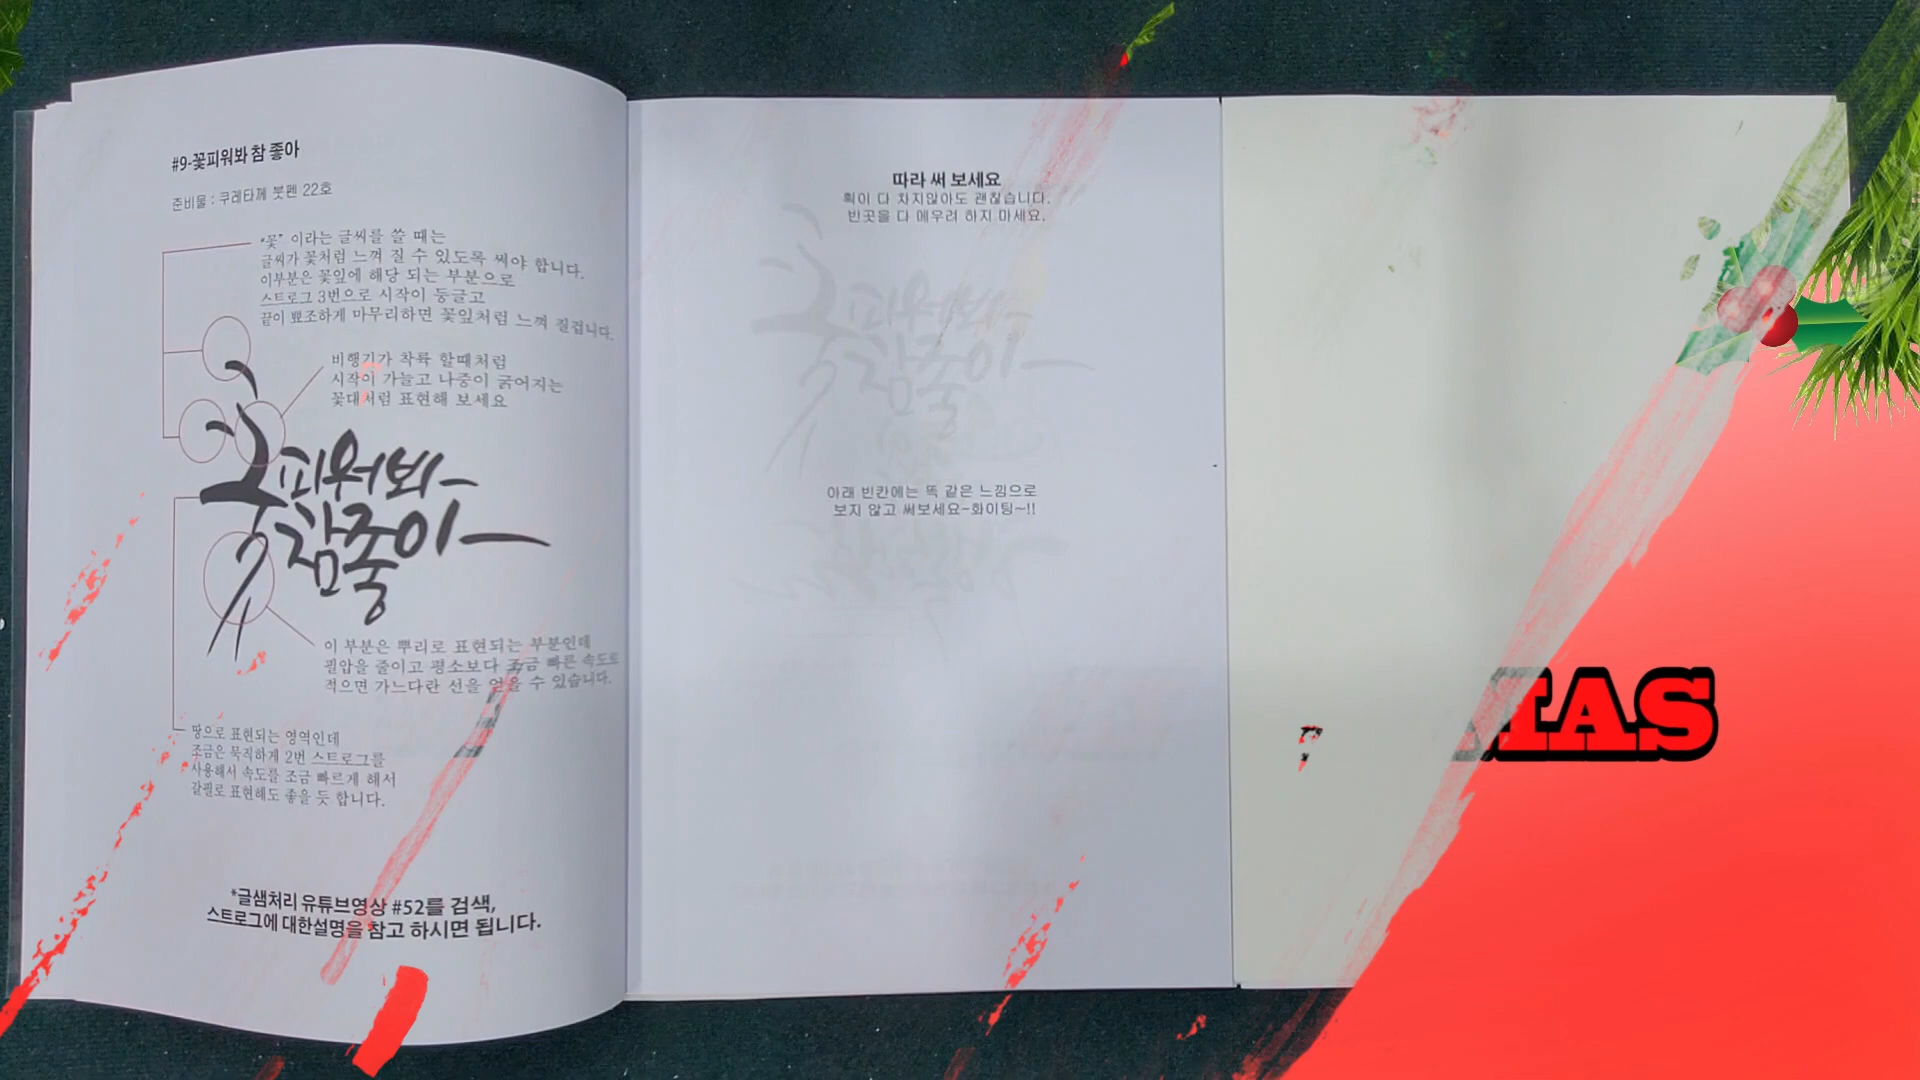 #9-꽃피워봐 참 좋아
준비물 : 쿠레타께 붓펜 22호
"꽃" 이라는 글씨를 쓸 때는
글씨가 꽃처럼 느껴 질 수 있도록 써야 합니다.
이부분은 꽃잎에 해당 되는 부분으로
스트로그 3번으로 시작이 둥글고
끝이 뾰조하게 마무리하면 꽃잎처럼 느껴 질겁니다.
비행기가 착륙 할때처럼
시작이 가늘고 나중이 굵어지는
꽃대처럼 표현해 보세요
꽃피워봐
참좋아
이 부분은 뿌리로 표현되는 부분인데
필압을 줄이고 평소보다 조금 빠른 속도로
적으면 가느다란 선을 얻을 수 있습니다.
땅으로 표현되는 영역인데
조금은 묵직하게 2번 스트로그를
사용해서 속도를 조금 빠르게 해서
갈필로 표현해도 좋을 듯 합니다.
*글샘처리 유튜브영상 #52를 검색,
스트로그에 대한설명을 참고 하시면 됩니다.
따라 써 보세요
획이 다 차지않아도 괜찮습니다.
빈곳을 다 메우려 하지 마세요.
꽃피워봐
참좋아
아래 빈칸에는 똑 같은 느낌으로
보지 않고 써보세요~화이팅~!!
MAS